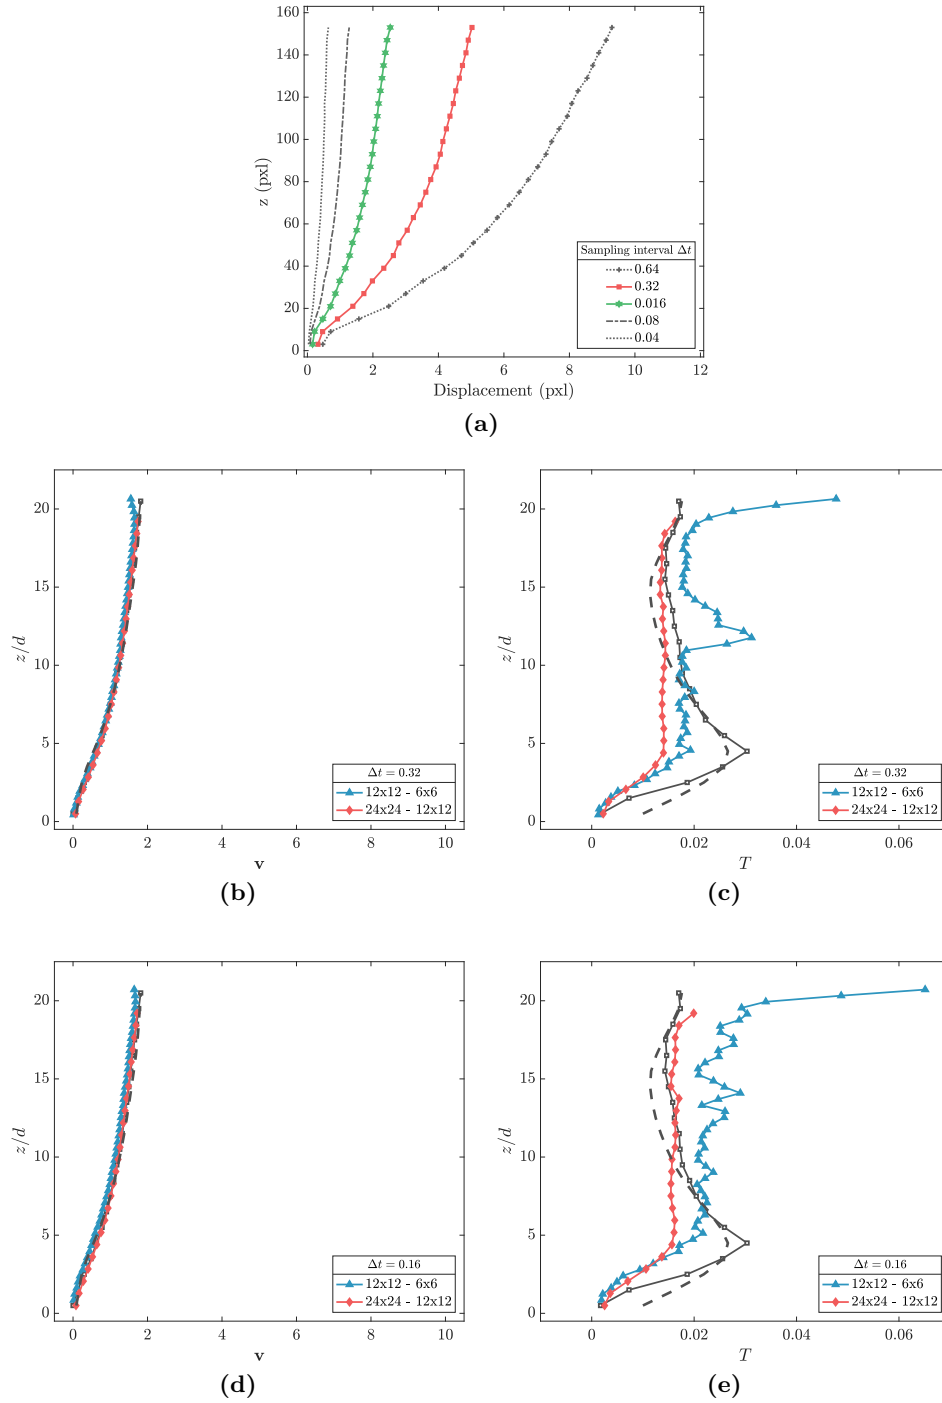 160
140
120
100
80
60
40
20
0
z (pxl)
Sampling interval Δt
0.64
0.32
0.016
0.08
0.04
0 2 4 6 8 10 12
Displacement (pxl)
(a)
20
15
10
5
0
z/d
Δt = 0.32
12x12 - 6x6
24x24 - 12x12
0 2 4 6 8 10
v
(b)
20
15
10
5
0
z/d
Δt = 0.32
12x12 - 6x6
24x24 - 12x12
0 0.02 0.04 0.06
T
(c)
20
15
10
5
0
z/d
Δt = 0.16
12x12 - 6x6
24x24 - 12x12
0 2 4 6 8 10
v
(d)
20
15
10
5
0
z/d
Δt = 0.16
12x12 - 6x6
24x24 - 12x12
0 0.02 0.04 0.06
T
(e)